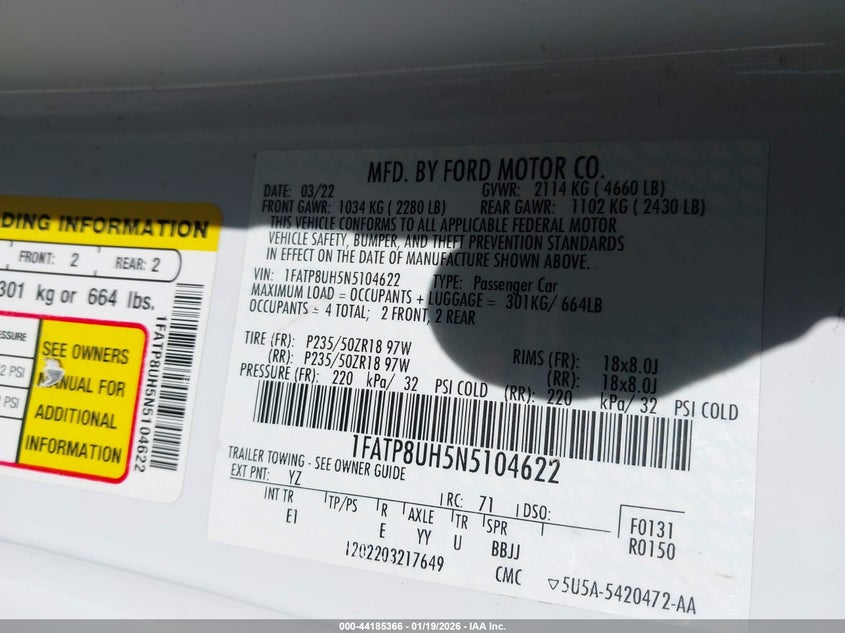 DING INFORMATION
FRONT: 2 REAR: 2
301 kg or 664 lbs.
SSURE
2 PSI
PSI
SEE OWNERS
MANUAL FOR
ADDITIONAL
INFORMATION
1FATP8UH5N5104622
MFD. BY FORD MOTOR CO.
DATE: 03/22 GVWR: 2114 KG ( 4660 LB)
FRONT GAWR: 1034 KG ( 2280 LB) REAR GAWR: 1102 KG ( 2430 LB)
THIS VEHICLE CONFORMS TO ALL APPLICABLE FEDERAL MOTOR
VEHICLE SAFETY, BUMPER, AND THEFT PREVENTION STANDARDS
IN EFFECT ON THE DATE OF MANUFACTURE SHOWN ABOVE.
VIN: 1FATP8UH5N5104622 TYPE: Passenger Car
MAXIMUM LOAD = OCCUPANTS + LUGGAGE = 301KG/ 664LB
OCCUPANTS = 4 TOTAL; 2 FRONT, 2 REAR
TIRE (FR): P235/50ZR18 97W RIMS (FR): 18x8.0J
(RR): P235/50ZR18 97W (RR): 18x8.0J
PRESSURE (FR): 220 kPa/ 32 PSI COLD (RR): 220 kPa/ 32 PSI COLD
1FATP8UH5N5104622
TRAILER TOWING - SEE OWNER GUIDE
EXT PNT: YZ RC: 71 DSO:
INT TR TP/PS R AXLE TR SPR
E1 E YY U BBJJ
F0131
R0150
1202203217649 CMC
▽5U5A-5420472-AA
000-44185366 - 01/19/2026 - IAA Inc.